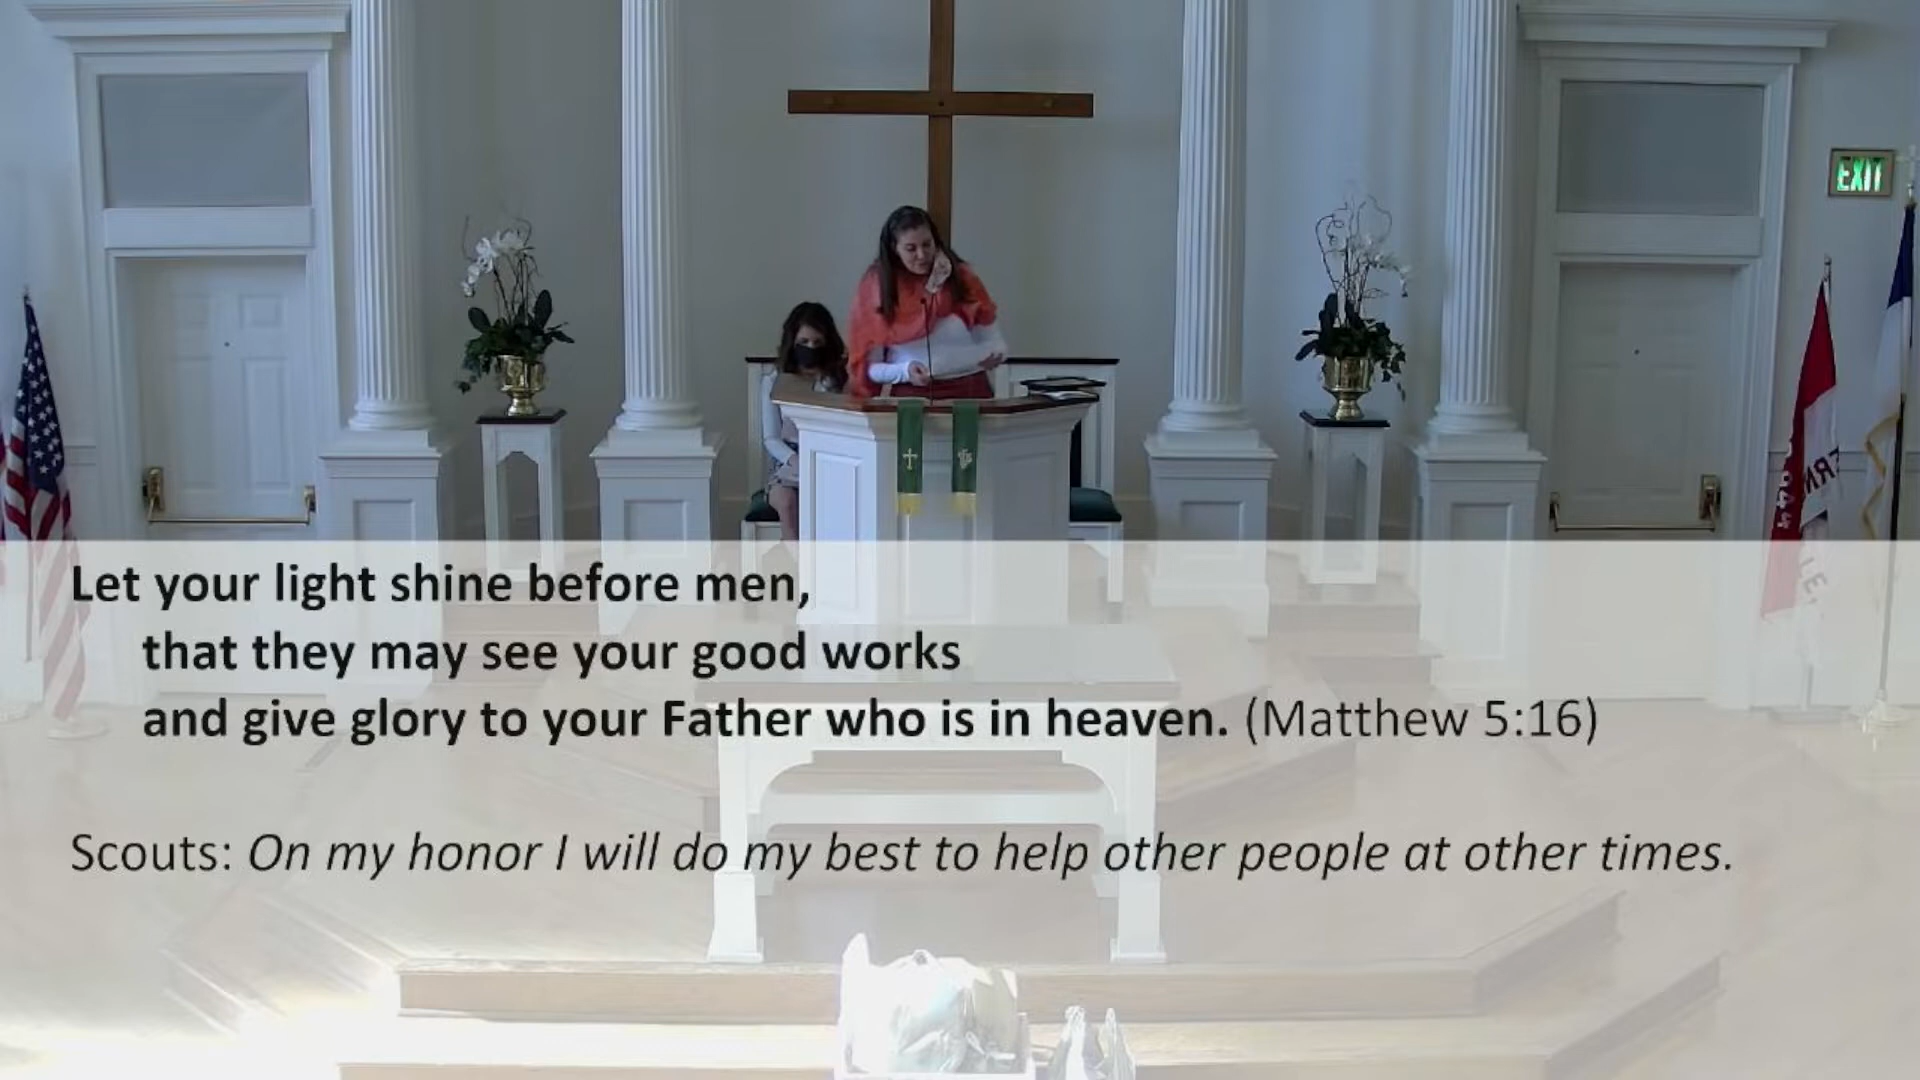 EXIT
Let your light shine before men,
that they may see your good works
and give glory to your Father who is in heaven. (Matthew 5:16)
Scouts: On my honor I will do my best to help other people at other times.